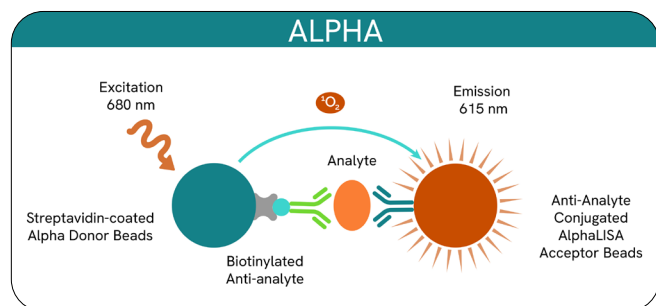 ALPHA
Excitation
680 nm
¹O₂
Emission
615 nm
Analyte
Streptavidin-coated
Alpha Donor Beads
Biotinylated
Anti-analyte
Anti-Analyte
Conjugated
AlphaLISA
Acceptor Beads